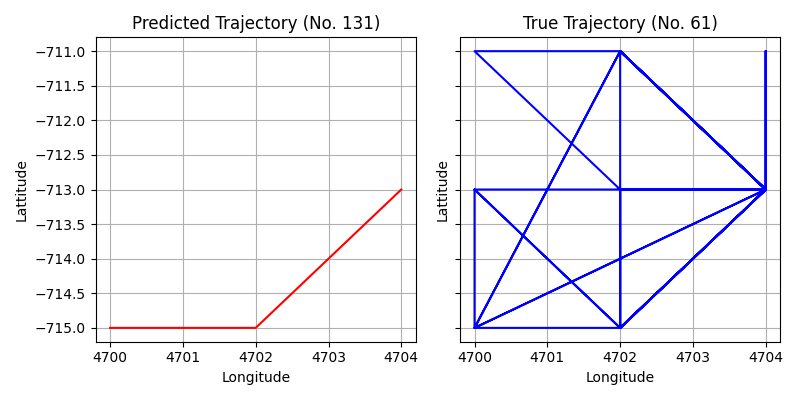 Predicted Trajectory (No. 131)
True Trajectory (No. 61)
−711.0
−711.5
−712.0
−712.5
−713.0
−713.5
−714.0
−714.5
−715.0
Lattitude
Lattitude
4700 4701 4702 4703 4704
4700 4701 4702 4703 4704
Longitude
Longitude